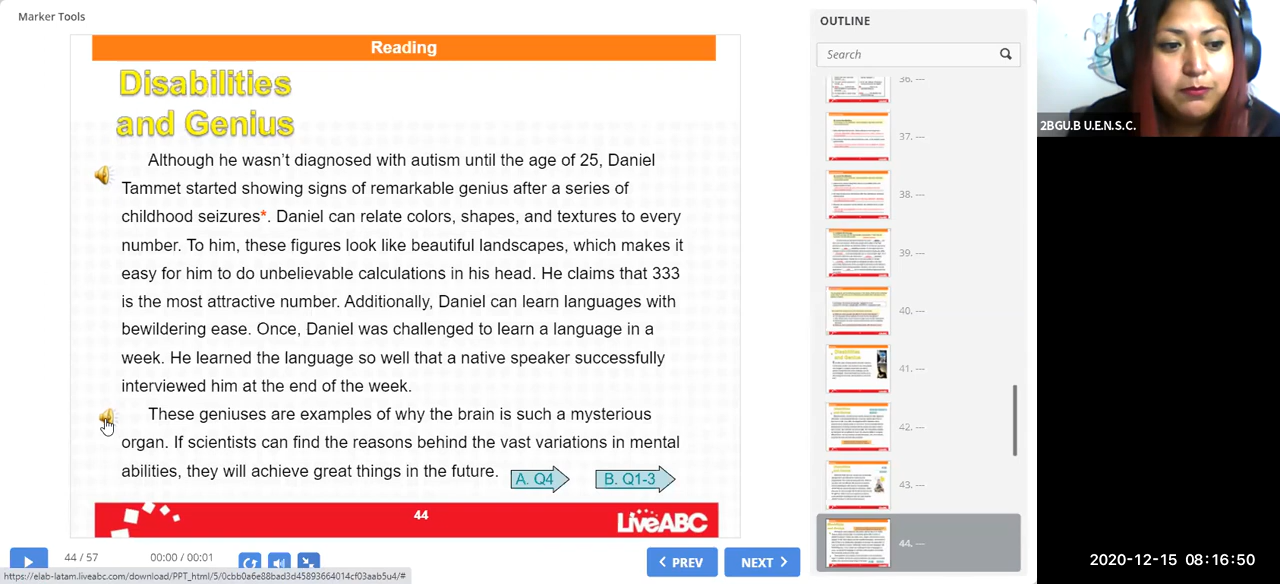 Marker Tools
Reading
Disabilities
and Genius
Although he wasn't diagnosed with autism until the age of 25, Daniel
Tammet started showing signs of remarkable genius after a series of
childhood seizures*. Daniel can relate colors, shapes, and textures to every
number. To him, these figures look like beautiful landscapes, which makes it
easy for him to do unbelievable calculations in his head. He claims that 333
is the most attractive number. Additionally, Daniel can learn languages with
bewildering ease. Once, Daniel was challenged to learn a language in a
week. He learned the language so well that a native speaker successfully
interviewed him at the end of the week.
These geniuses are examples of why the brain is such a mysterious
organ. If scientists can find the reasons behind the vast variations in mental
abilities, they will achieve great things in the future.
A. Q4
B. Q1-3
44
LiveABC
/ 57
00:01
PREV
NEXT
https://elab-latam.liveabc.com/download/PPT_html/5/0cbb0a6e88bad3d45893664014cf03aab5u4/#
OUTLINE
Search
36.
37.
38.
39.
40.
41.
42.
43.
44.
2BGU.B U.E.N.S.C.
2020-12-15 08:16:50